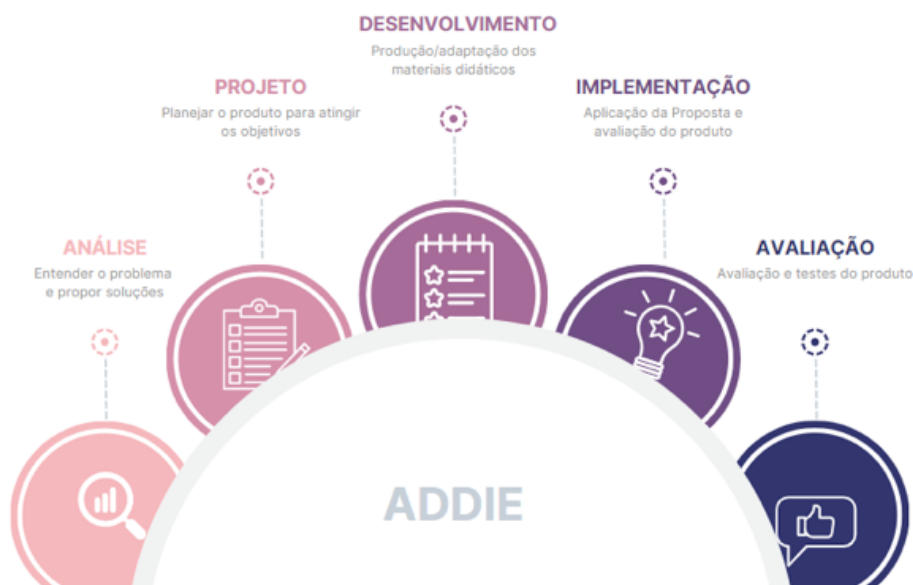 ANÁLISE
Entender o problema
e propor soluções
PROJETO
Planejar o produto para atingir
os objetivos
DESENVOLVIMENTO
Produção/adaptação dos
materiais didáticos
IMPLEMENTAÇÃO
Aplicação da Proposta e
avaliação do produto
AVALIAÇÃO
Avaliação e testes do produto
ADDIE